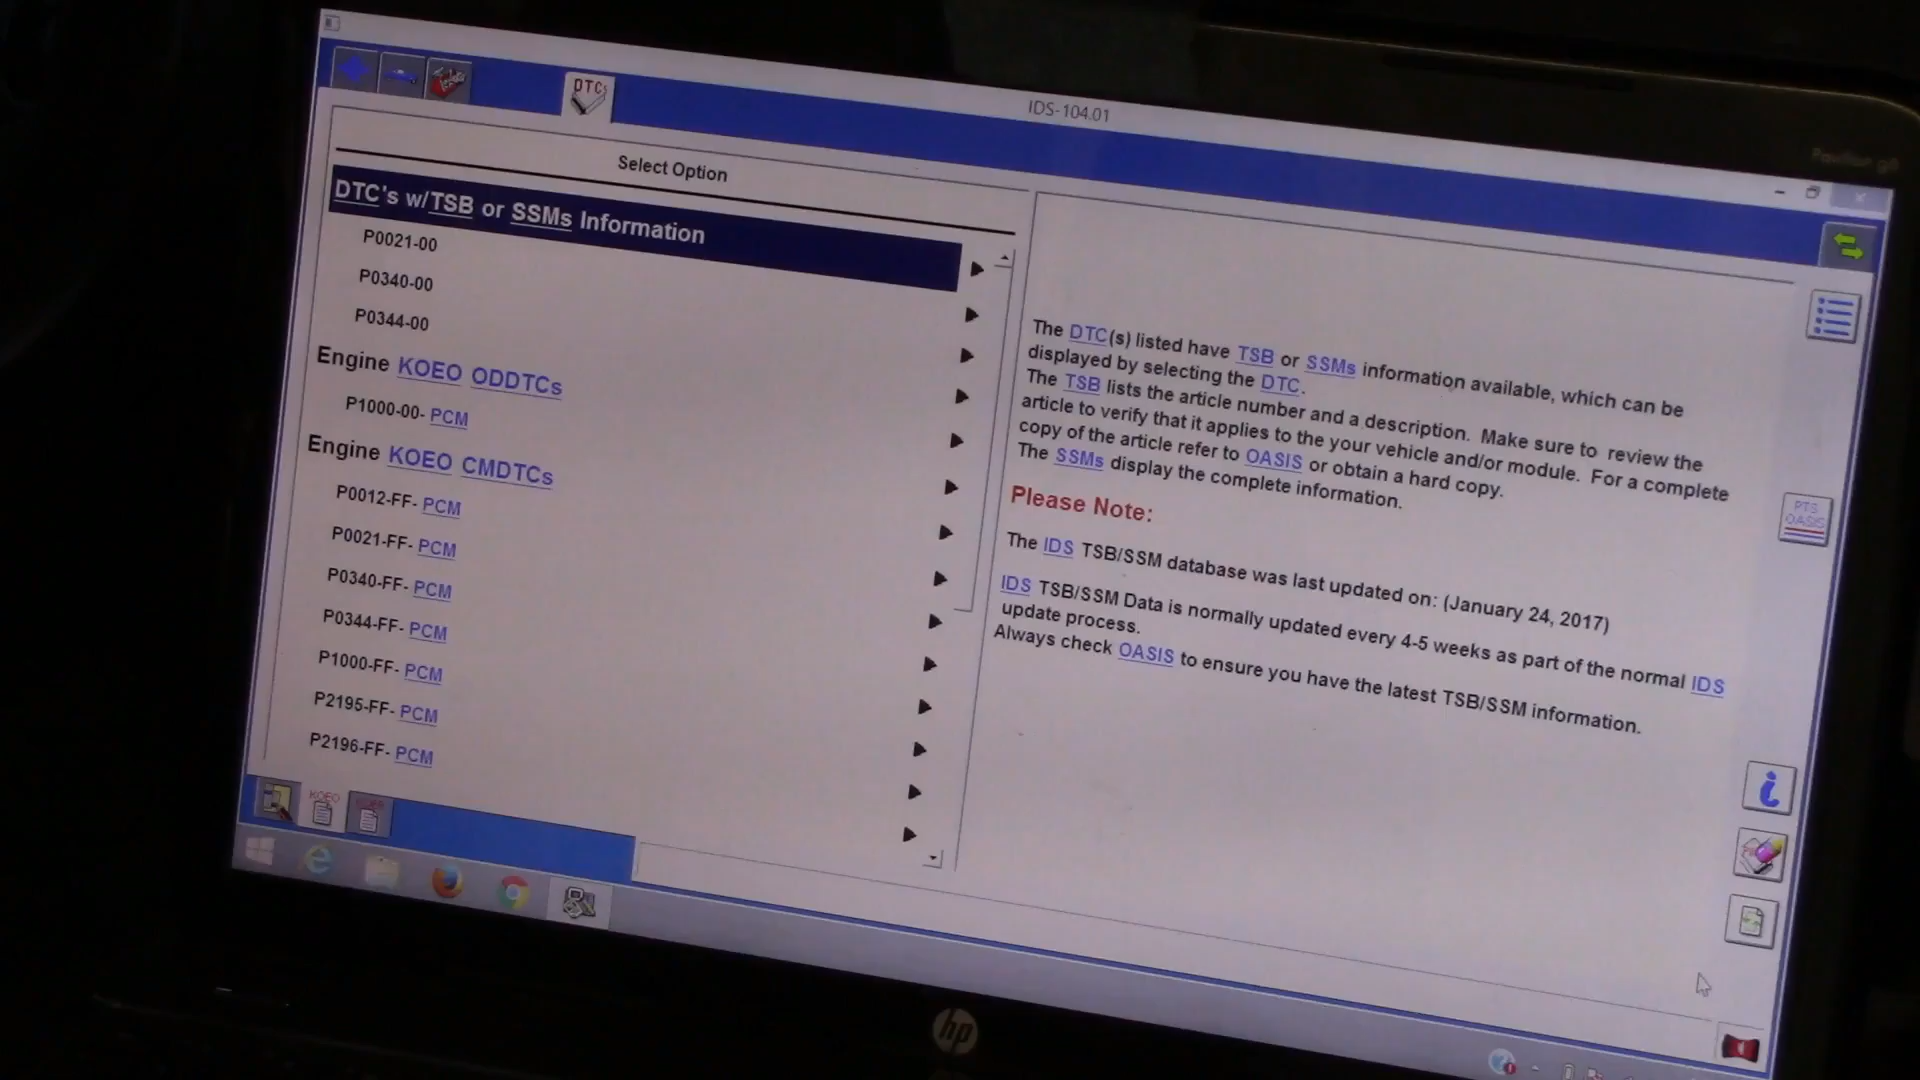 IDS-104.01
DTCs
Select Option
DTC's w/TSB or SSMs Information
P0021-00
P0340-00
P0344-00
Engine KOEO ODDTCs
P1000-00- PCM
Engine KOEO CMDTCs
P0012-FF- PCM
P0021-FF- PCM
P0340-FF- PCM
P0344-FF- PCM
P1000-FF- PCM
P2195-FF- PCM
P2196-FF- PCM
The DTC(s) listed have TSB or SSMs information available, which can be
displayed by selecting the DTC.
The TSB lists the article number and a description. Make sure to review the
article to verify that it applies to the your vehicle and/or module. For a complete
copy of the article refer to OASIS or obtain a hard copy.
The SSMs display the complete information.
Please Note:
The IDS TSB/SSM database was last updated on: (January 24, 2017)
IDS TSB/SSM Data is normally updated every 4-5 weeks as part of the normal IDS
update process.
Always check OASIS to ensure you have the latest TSB/SSM information.
PTS
OASIS
KOEO
hp